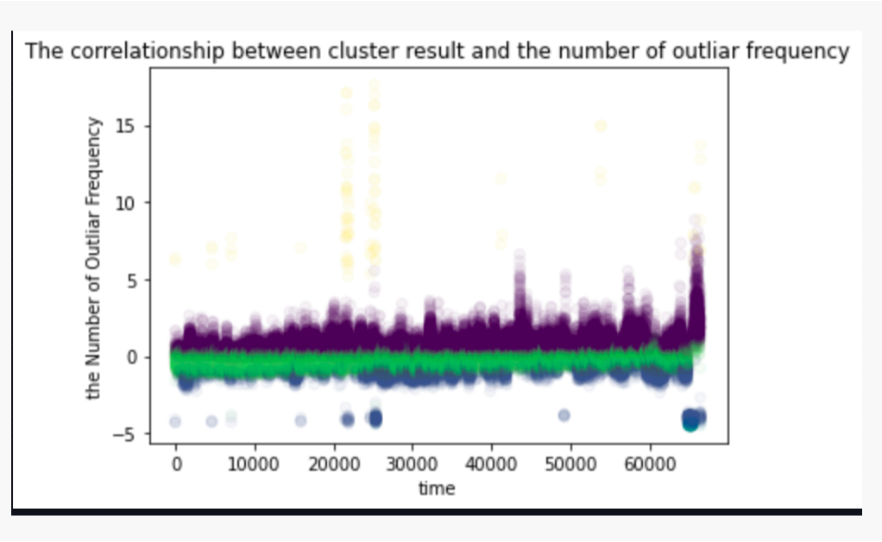 The correlationship between cluster result and the number of outliar frequency
the Number of Outliar Frequency
15
10
5
0
−5
0 10000 20000 30000 40000 50000 60000
time